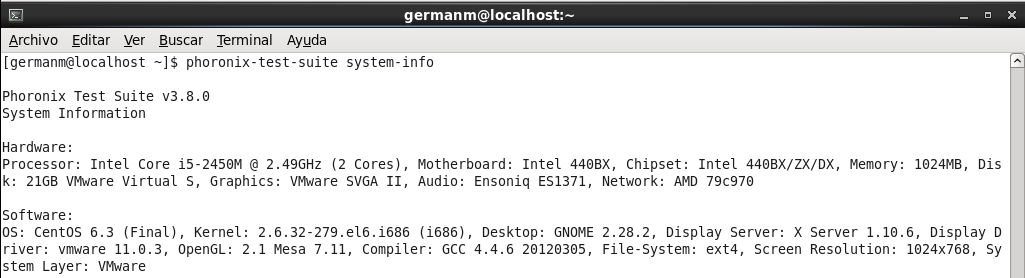 germanm@localhost:~
Archivo Editar Ver Buscar Terminal Ayuda
[germanm@localhost ~]$ phoronix-test-suite system-info
Phoronix Test Suite v3.8.0
System Information
Hardware:
Processor: Intel Core i5-2450M @ 2.49GHz (2 Cores), Motherboard: Intel 440BX, Chipset: Intel 440BX/ZX/DX, Memory: 1024MB, Dis
k: 21GB VMware Virtual S, Graphics: VMware SVGA II, Audio: Ensoniq ES1371, Network: AMD 79c970
Software:
OS: CentOS 6.3 (Final), Kernel: 2.6.32-279.el6.i686 (i686), Desktop: GNOME 2.28.2, Display Server: X Server 1.10.6, Display D
river: vmware 11.0.3, OpenGL: 2.1 Mesa 7.11, Compiler: GCC 4.4.6 20120305, File-System: ext4, Screen Resolution: 1024x768, Sy
stem Layer: VMware